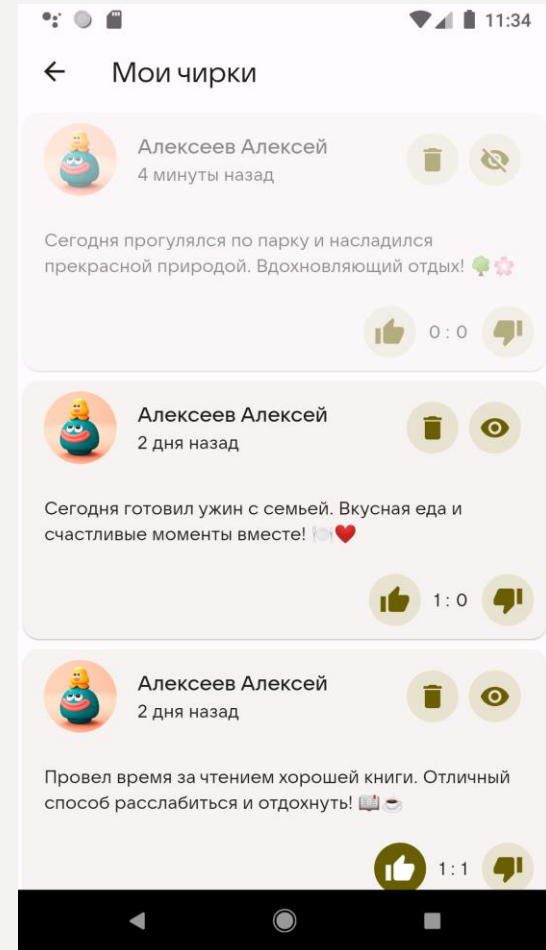 11:34
Мои чирки
Алексеев Алексей
4 минуты назад
Сегодня прогулялся по парку и насладился
прекрасной природой. Вдохновляющий отдых! 🌳🌸
0 : 0
Алексеев Алексей
2 дня назад
Сегодня готовил ужин с семьей. Вкусная еда и
счастливые моменты вместе! 🍽️❤️
1 : 0
Алексеев Алексей
2 дня назад
Провел время за чтением хорошей книги. Отличный
способ расслабиться и отдохнуть! 📖☕
1 : 1